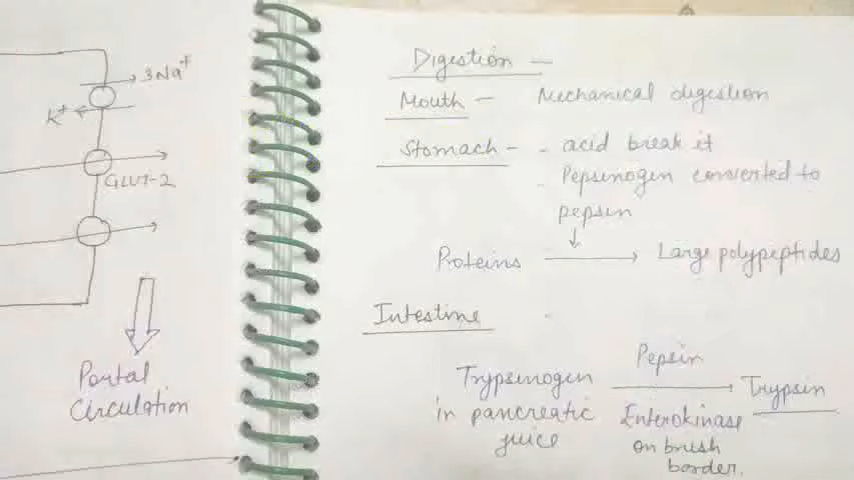 3Na+
K+
GLUT-2
Portal
Circulation
Digestion -
Mouth - Mechanical digestion
Stomach - - acid break it
- Pepsinogen converted to
pepsin
Proteins → Large polypeptides
Intestine
Pepsin
Trypsinogen → Trypsin
in pancreatic Enterokinase
juice on brush
border.